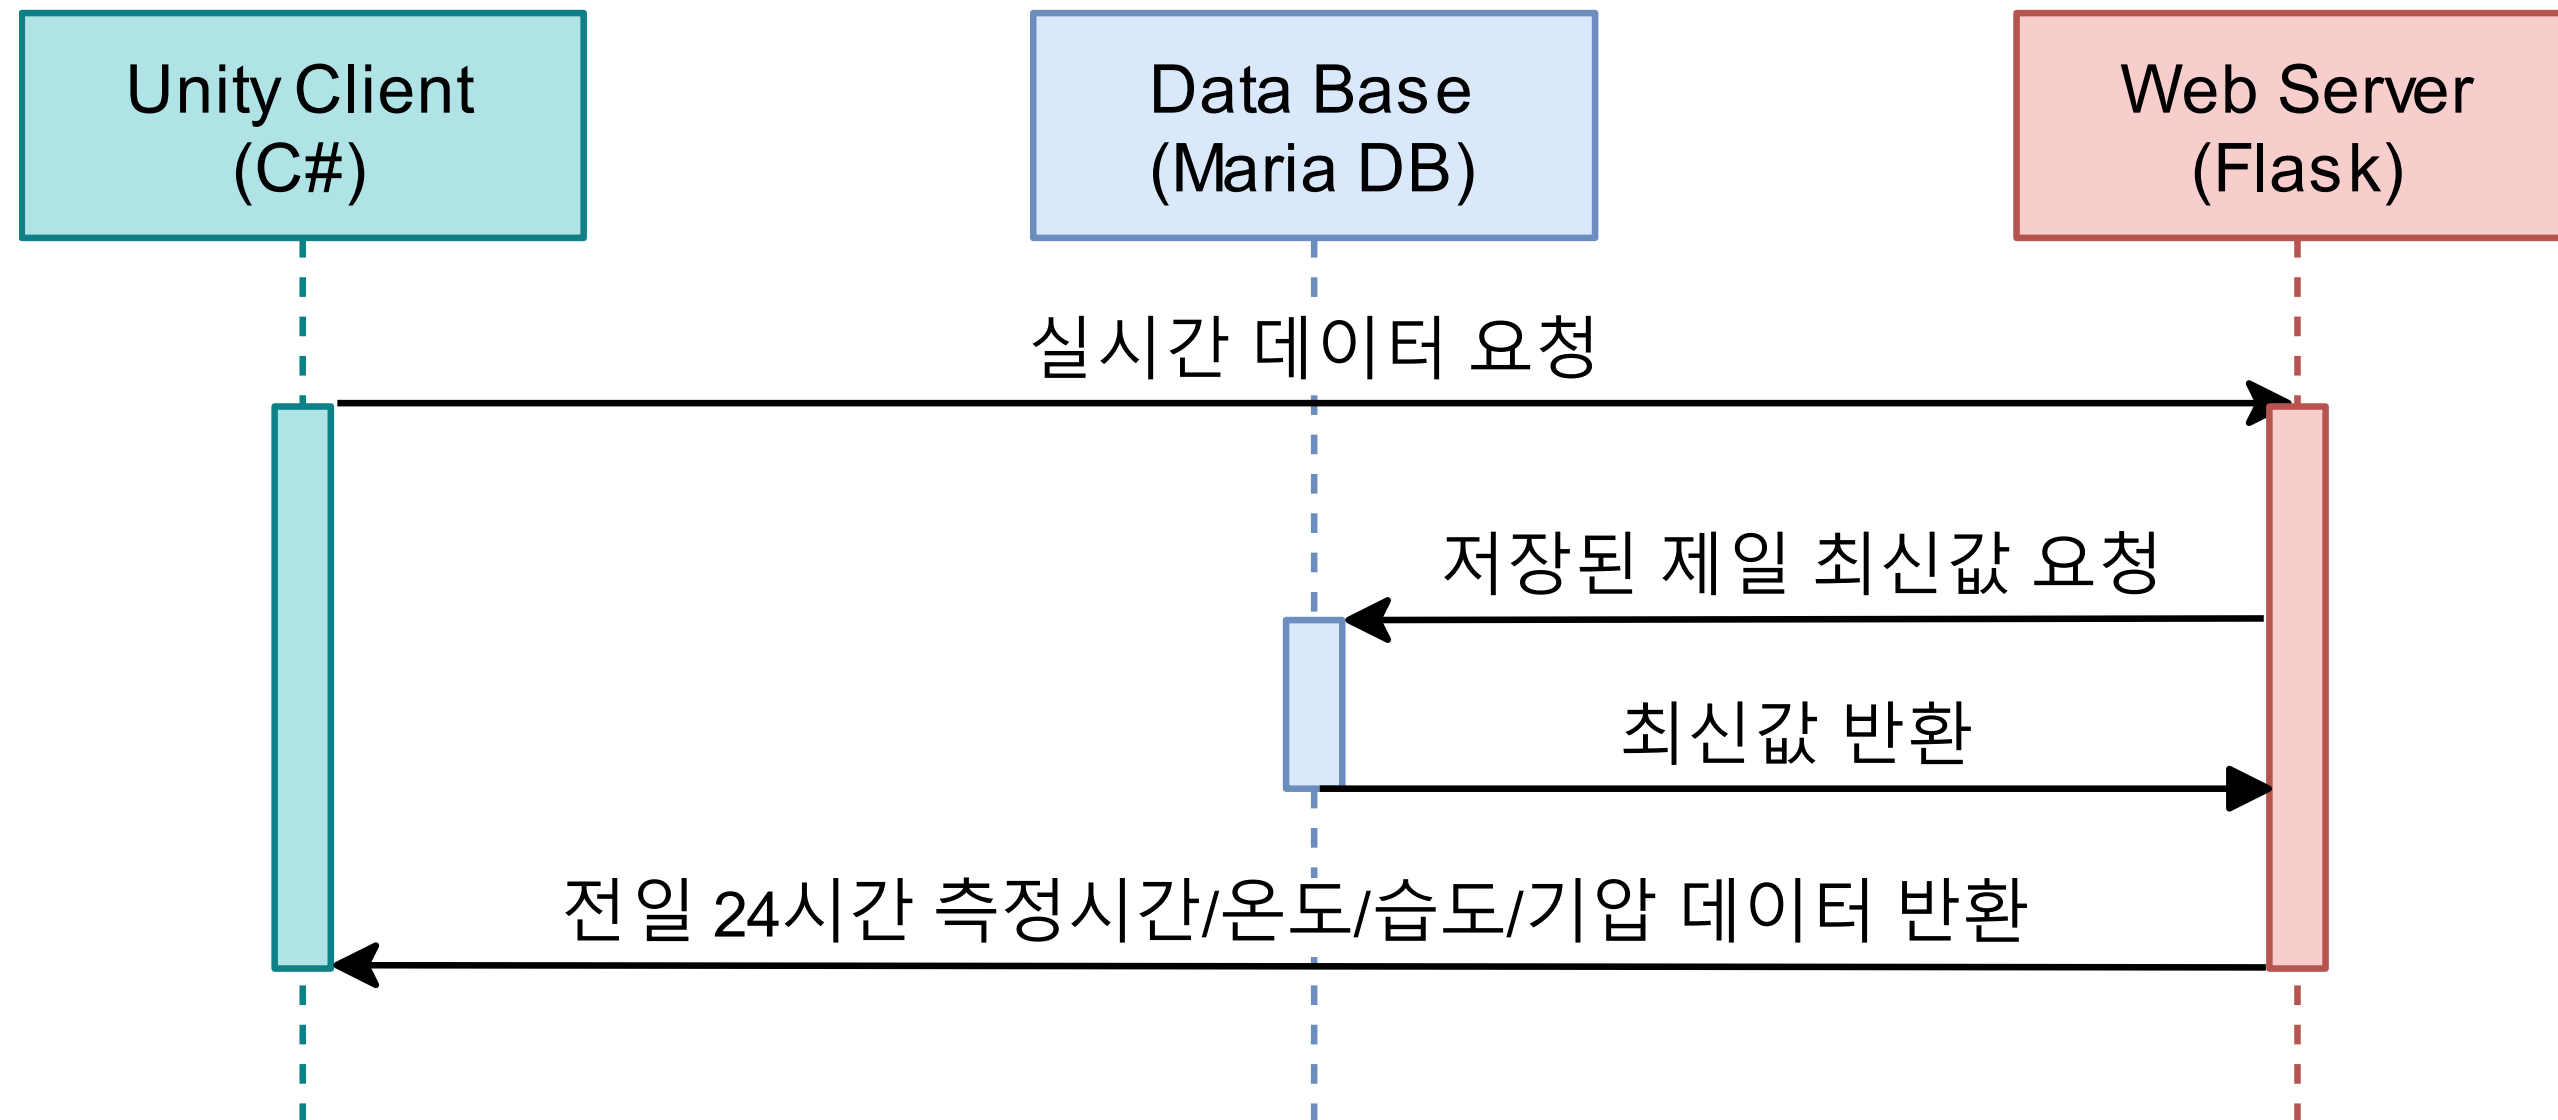 Unity Client
(C#)
Data Base
(Maria DB)
Web Server
(Flask)
실시간 데이터 요청
저장된 제일 최신값 요청
최신값 반환
전일 24시간 측정시간/온도/습도/기압 데이터 반환